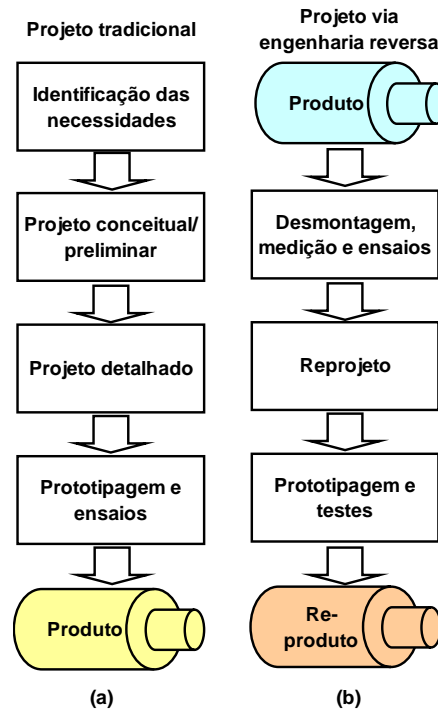 Projeto tradicional
Identificação das
necessidades
Projeto conceitual/
preliminar
Projeto detalhado
Prototipagem e
ensaios
Produto
(a)
Projeto via
engenharia reversa
Produto
Desmontagem,
medição e ensaios
Reprojeto
Prototipagem e
testes
Re-
produto
(b)